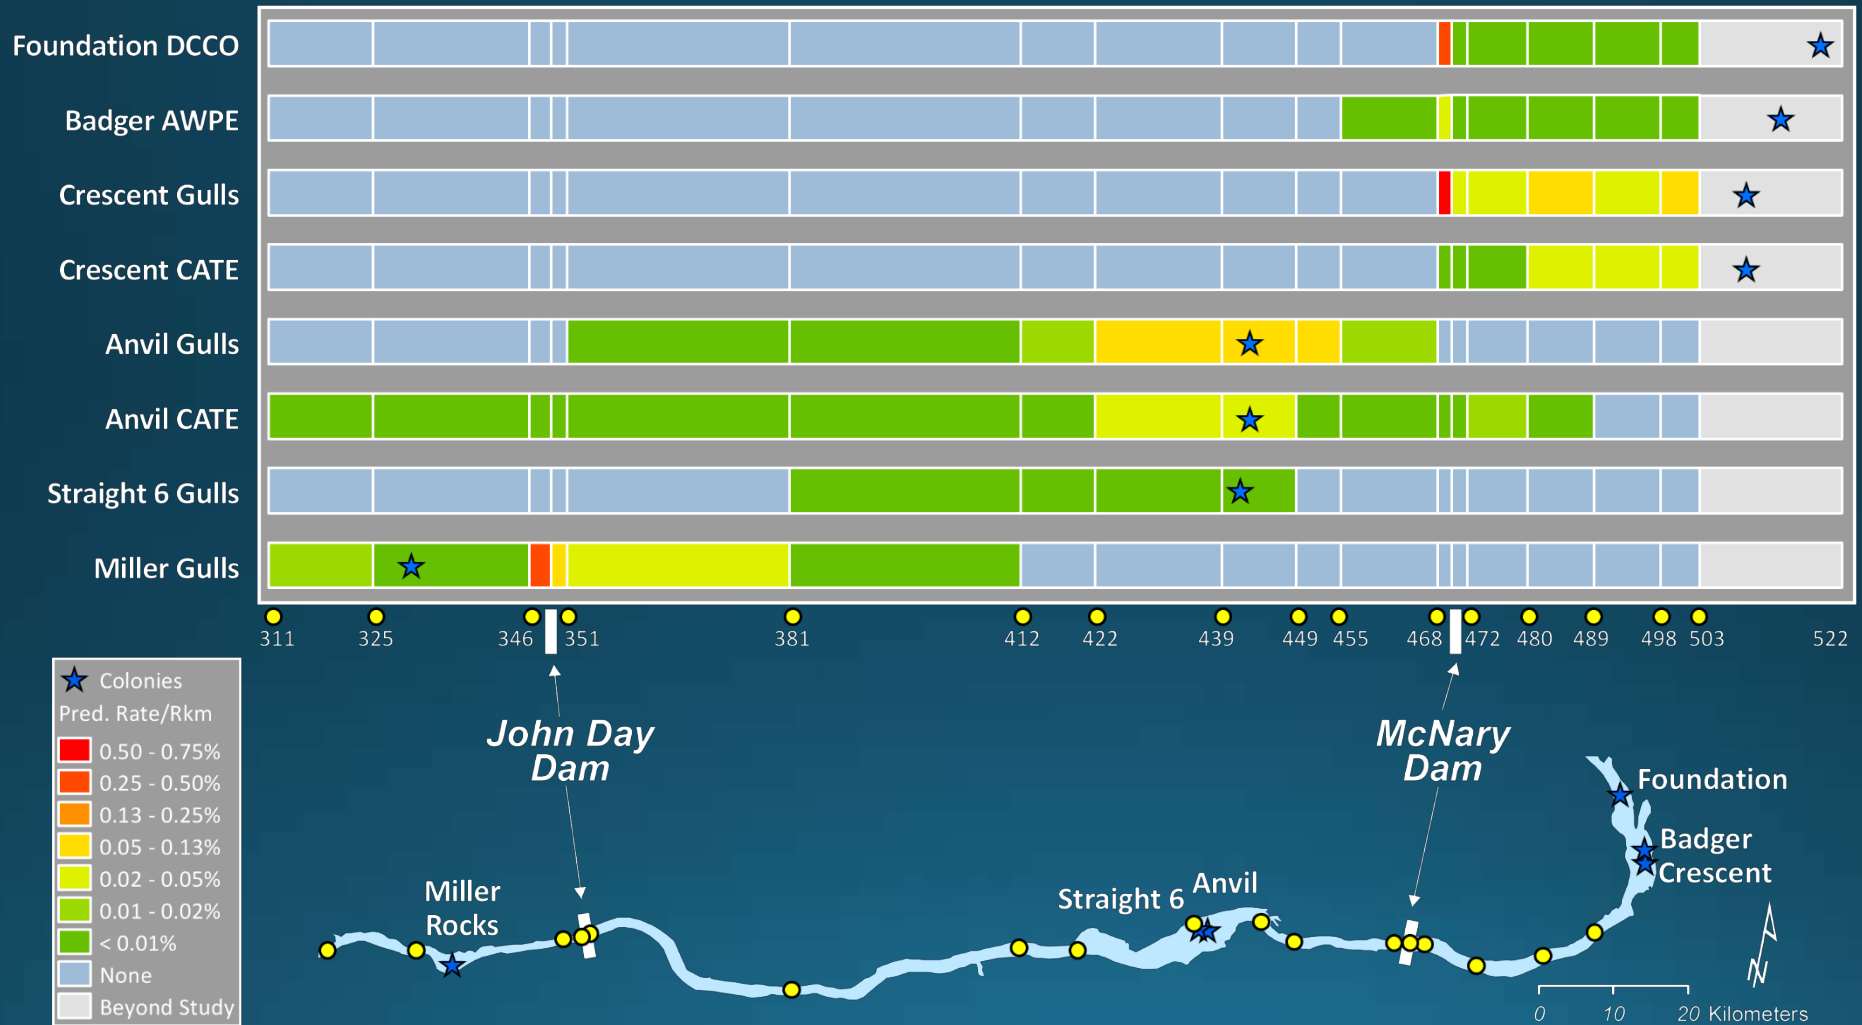 Foundation DCCO
Badger AWPE
Crescent Gulls
Crescent CATE
Anvil Gulls
Anvil CATE
Straight 6 Gulls
Miller Gulls
311 325 346 351 381 412 422 439 449 455 468 472 480 489 498 503 522
Colonies
Pred. Rate/Rkm
0.50 - 0.75%
0.25 - 0.50%
0.13 - 0.25%
0.05 - 0.13%
0.02 - 0.05%
0.01 - 0.02%
< 0.01%
None
Beyond Study
John Day
Dam
McNary
Dam
Miller
Rocks
Straight 6
Anvil
Foundation
Badger
Crescent
N
0 10 20 Kilometers